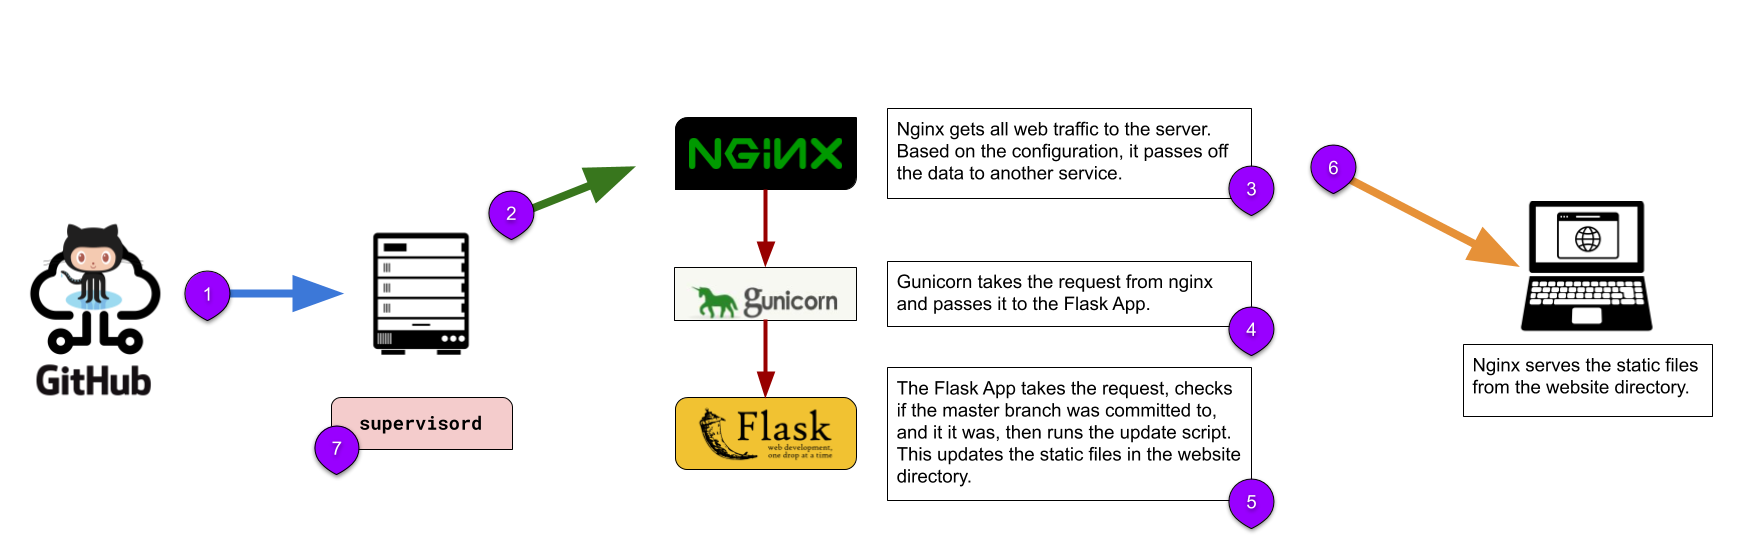 GitHub
1
supervisord
7
2
NGiNX
gunicorn
Flask
web development,
one drop at a time
Nginx gets all web traffic to the server.
Based on the configuration, it passes off
the data to another service.
3
Gunicorn takes the request from nginx
and passes it to the Flask App.
4
The Flask App takes the request, checks
if the master branch was committed to,
and it it was, then runs the update script.
This updates the static files in the website
directory.
5
6
Nginx serves the static files
from the website directory.